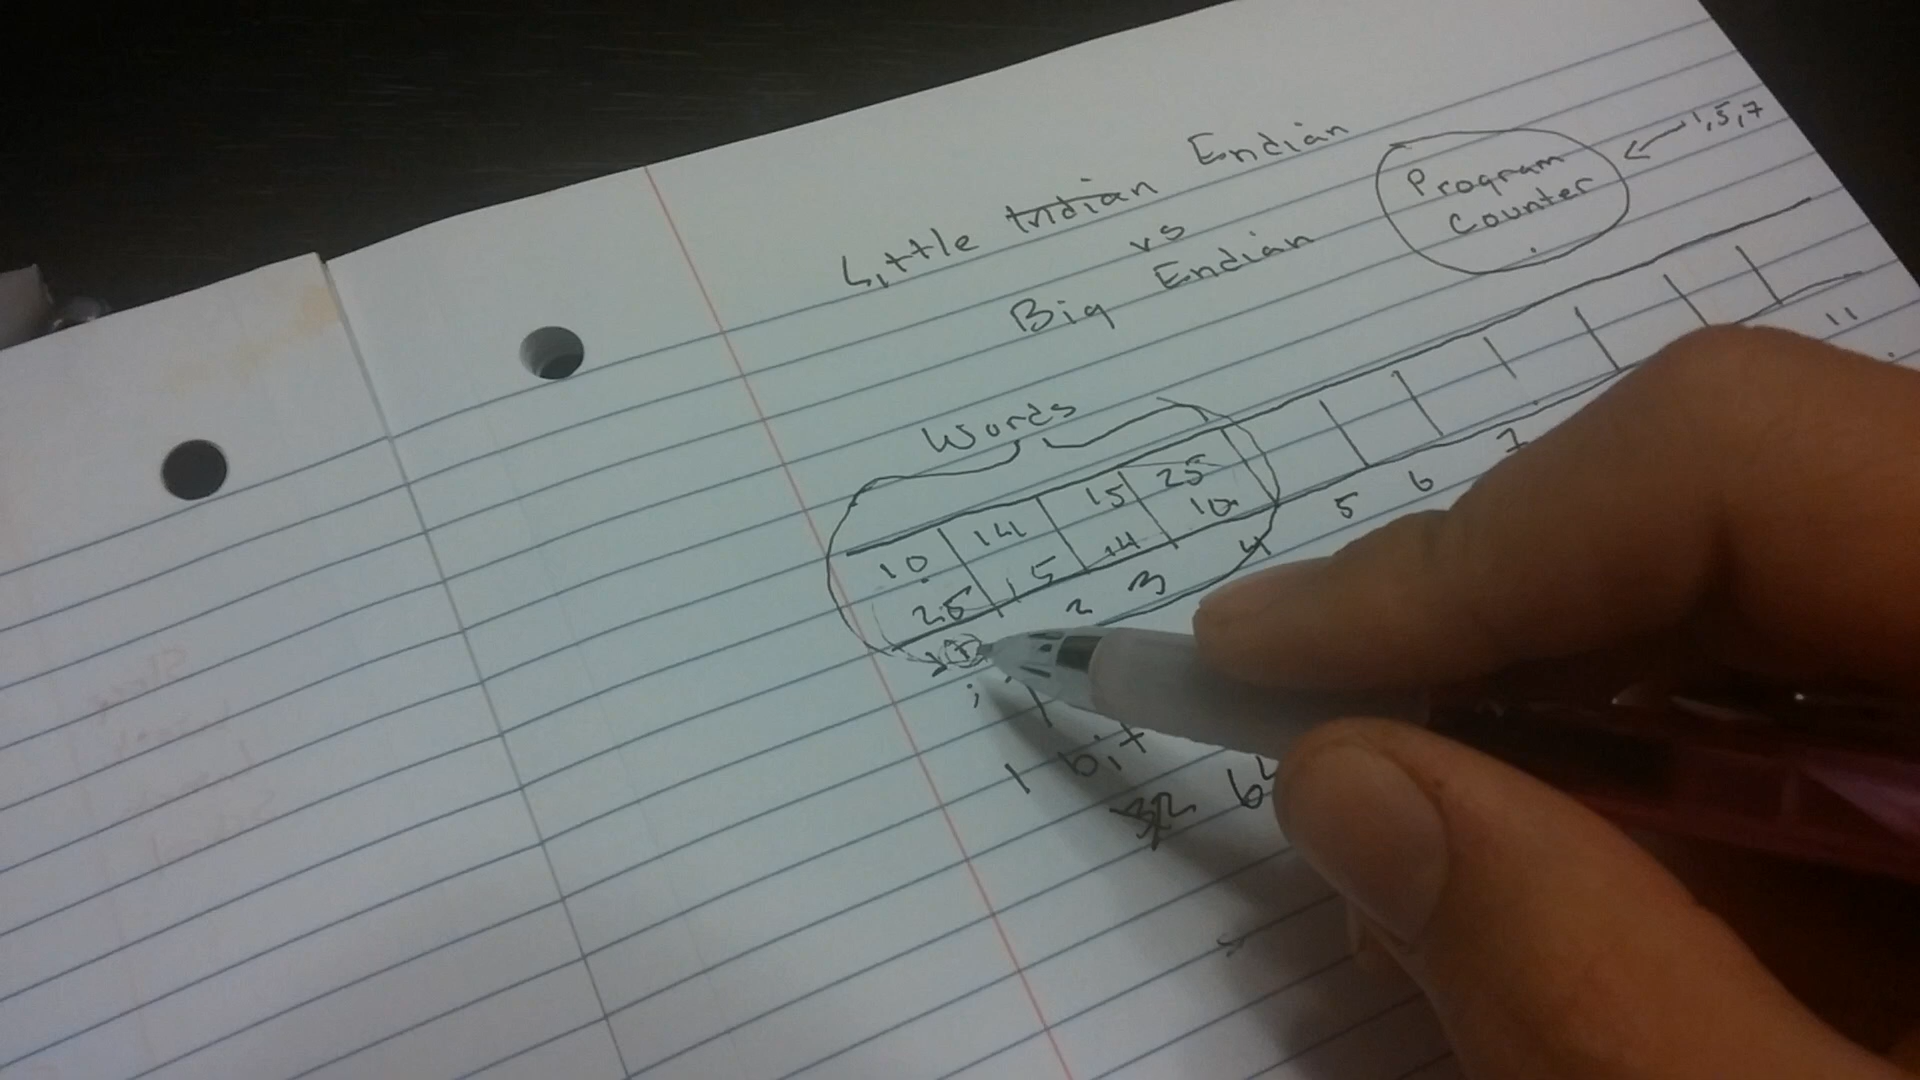 Little Indian Endian
vs
Big Endian
Program
Counter
1,5,7
Words
10 14 15 25
25 15 14 10
2 3 4 5 6 7 11
1 bit
32